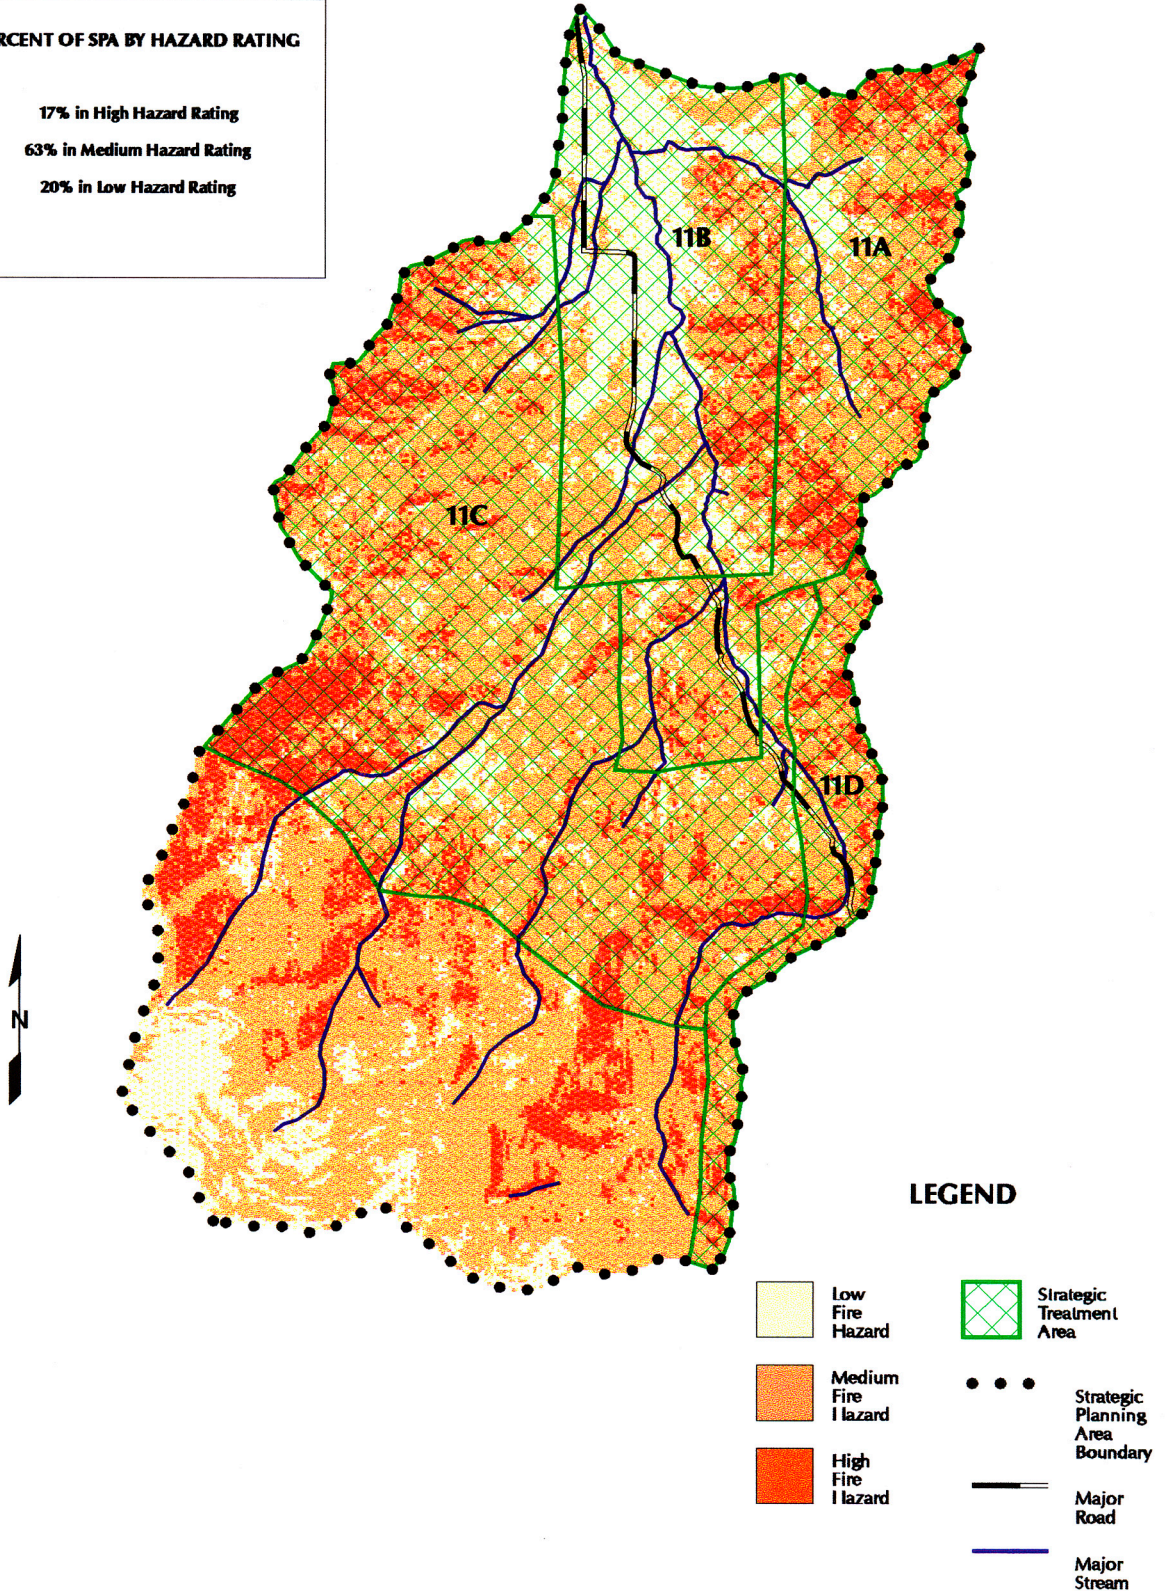 RCENT OF SPA BY HAZARD RATING
17% in High Hazard Rating
63% in Medium Hazard Rating
20% in Low Hazard Rating
11B
11A
11C
11D
N
LEGEND
Low
Fire
Hazard
Medium
Fire
Hazard
High
Fire
Hazard
Strategic
Treatment
Area
Strategic
Planning
Area
Boundary
Major
Road
Major
Stream